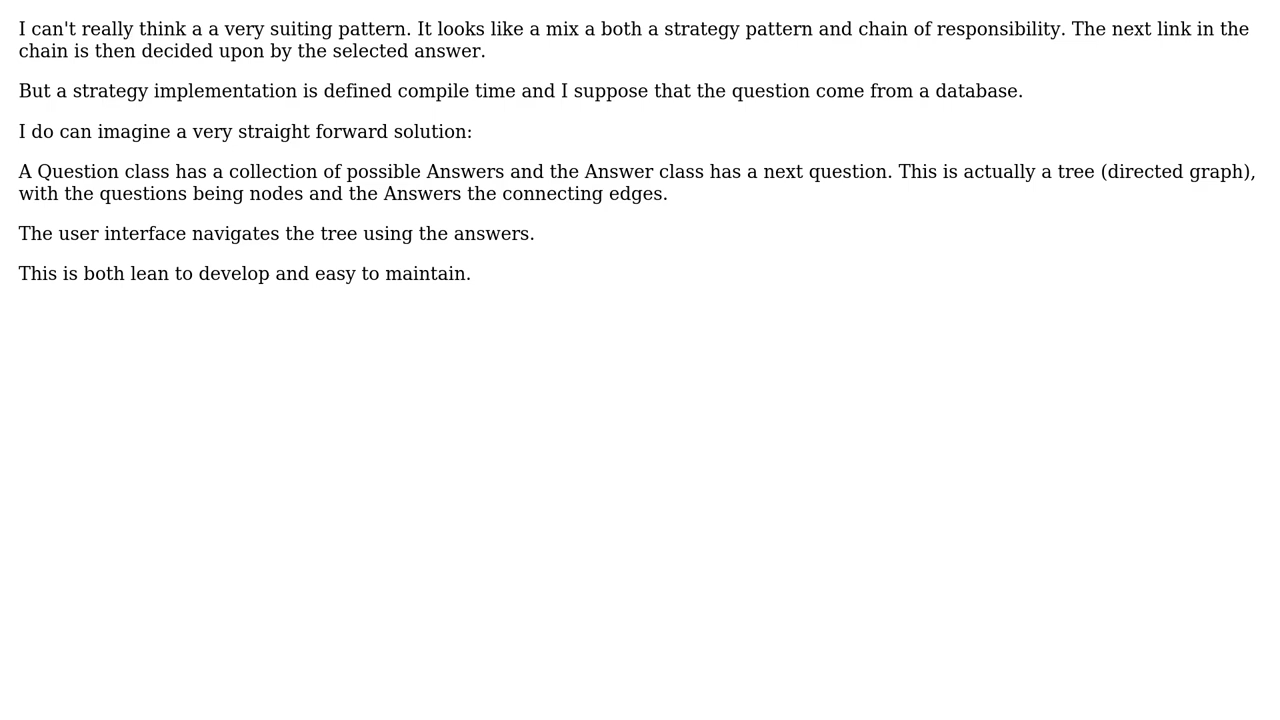 I can't really think a a very suiting pattern. It looks like a mix a both a strategy pattern and chain of responsibility. The next link in the
chain is then decided upon by the selected answer.
But a strategy implementation is defined compile time and I suppose that the question come from a database.
I do can imagine a very straight forward solution:
A Question class has a collection of possible Answers and the Answer class has a next question. This is actually a tree (directed graph),
with the questions being nodes and the Answers the connecting edges.
The user interface navigates the tree using the answers.
This is both lean to develop and easy to maintain.